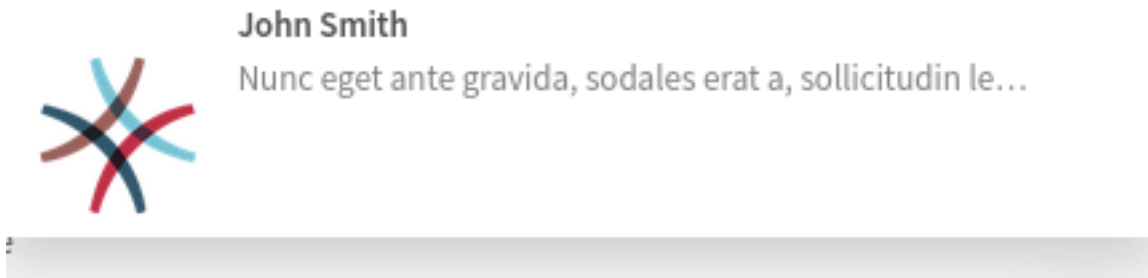 John Smith
Nunc eget ante gravida, sodales erat a, sollicitudin le...